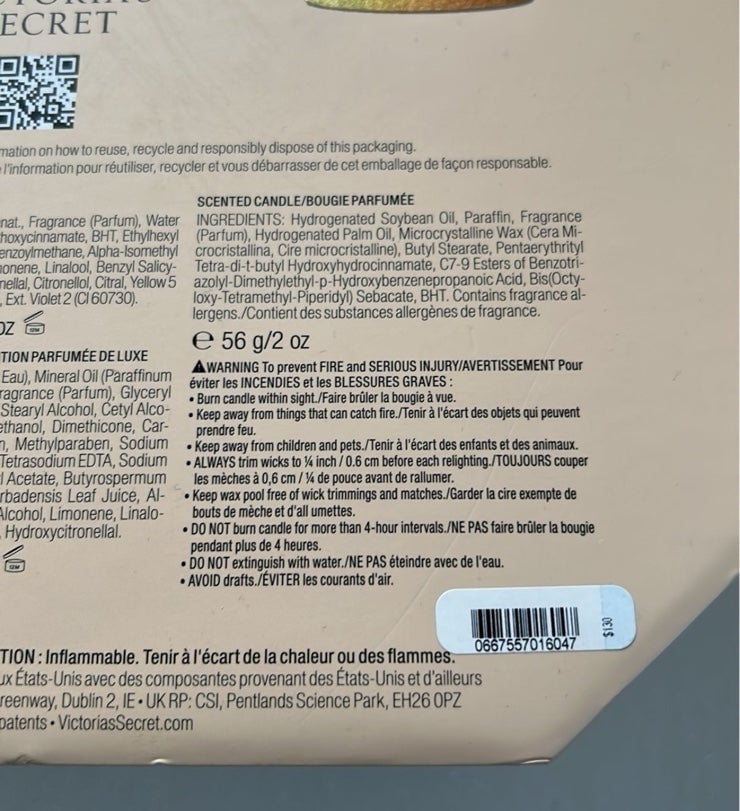 ECRET
mation on how to reuse, recycle and responsibly dispose of this packaging.
l'information pour réutiliser, recycler et vous débarrasser de cet emballage de façon responsable.
nat., Fragrance (Parfum), Water
hoxycinnamate, BHT, Ethylhexyl
enzoylmethane, Alpha-Isomethyl
onene, Linalool, Benzyl Salicy-
nellal, Citronellol, Citral, Yellow 5
, Ext. Violet 2 (CI 60730).
OZ 12M
TION PARFUMÉE DE LUXE
Eau), Mineral Oil (Paraffinum
ragrance (Parfum), Glyceryl
Stearyl Alcohol, Cetyl Alco-
ethanol, Dimethicone, Car-
n, Methylparaben, Sodium
Tetrasodium EDTA, Sodium
l Acetate, Butyrospermum
rbadensis Leaf Juice, Al-
Alcohol, Limonene, Linalo-
Hydroxycitronellal.
12M
SCENTED CANDLE/BOUGIE PARFUMÉE
INGREDIENTS: Hydrogenated Soybean Oil, Paraffin, Fragrance
(Parfum), Hydrogenated Palm Oil, Microcrystalline Wax (Cera Mi-
crocristallina, Cire microcristalline), Butyl Stearate, Pentaerythrityl
Tetra-di-t-butyl Hydroxyhydrocinnamate, C7-9 Esters of Benzotri-
azolyl-Dimethylethyl-p-Hydroxybenzenepropanoic Acid, Bis(Octy-
loxy-Tetramethyl-Piperidyl) Sebacate, BHT. Contains fragrance al-
lergens./Contient des substances allergènes de fragrance.
℮ 56 g/2 oz
WARNING To prevent FIRE and SERIOUS INJURY/AVERTISSEMENT Pour
éviter les INCENDIES et les BLESSURES GRAVES :
• Burn candle within sight./Faire brûler la bougie à vue.
• Keep away from things that can catch fire./Tenir à l'écart des objets qui peuvent
prendre feu.
• Keep away from children and pets./Tenir à l'écart des enfants et des animaux.
• ALWAYS trim wicks to ¼ inch / 0.6 cm before each relighting./TOUJOURS couper
les mèches à 0,6 cm / ¼ de pouce avant de rallumer.
• Keep wax pool free of wick trimmings and matches./Garder la cire exempte de
bouts de mèche et d'all umettes.
• DO NOT burn candle for more than 4-hour intervals./NE PAS faire brûler la bougie
pendant plus de 4 heures.
• DO NOT extinguish with water./NE PAS éteindre avec de l'eau.
• AVOID drafts./ÉVITER les courants d'air.
0667557016047
$130
TION : Inflammable. Tenir à l'écart de la chaleur ou des flammes.
ux États-Unis avec des composantes provenant des États-Unis et d'ailleurs
reenway, Dublin 2, IE • UK RP: CSI, Pentlands Science Park, EH26 0PZ
patents • VictoriasSecret.com